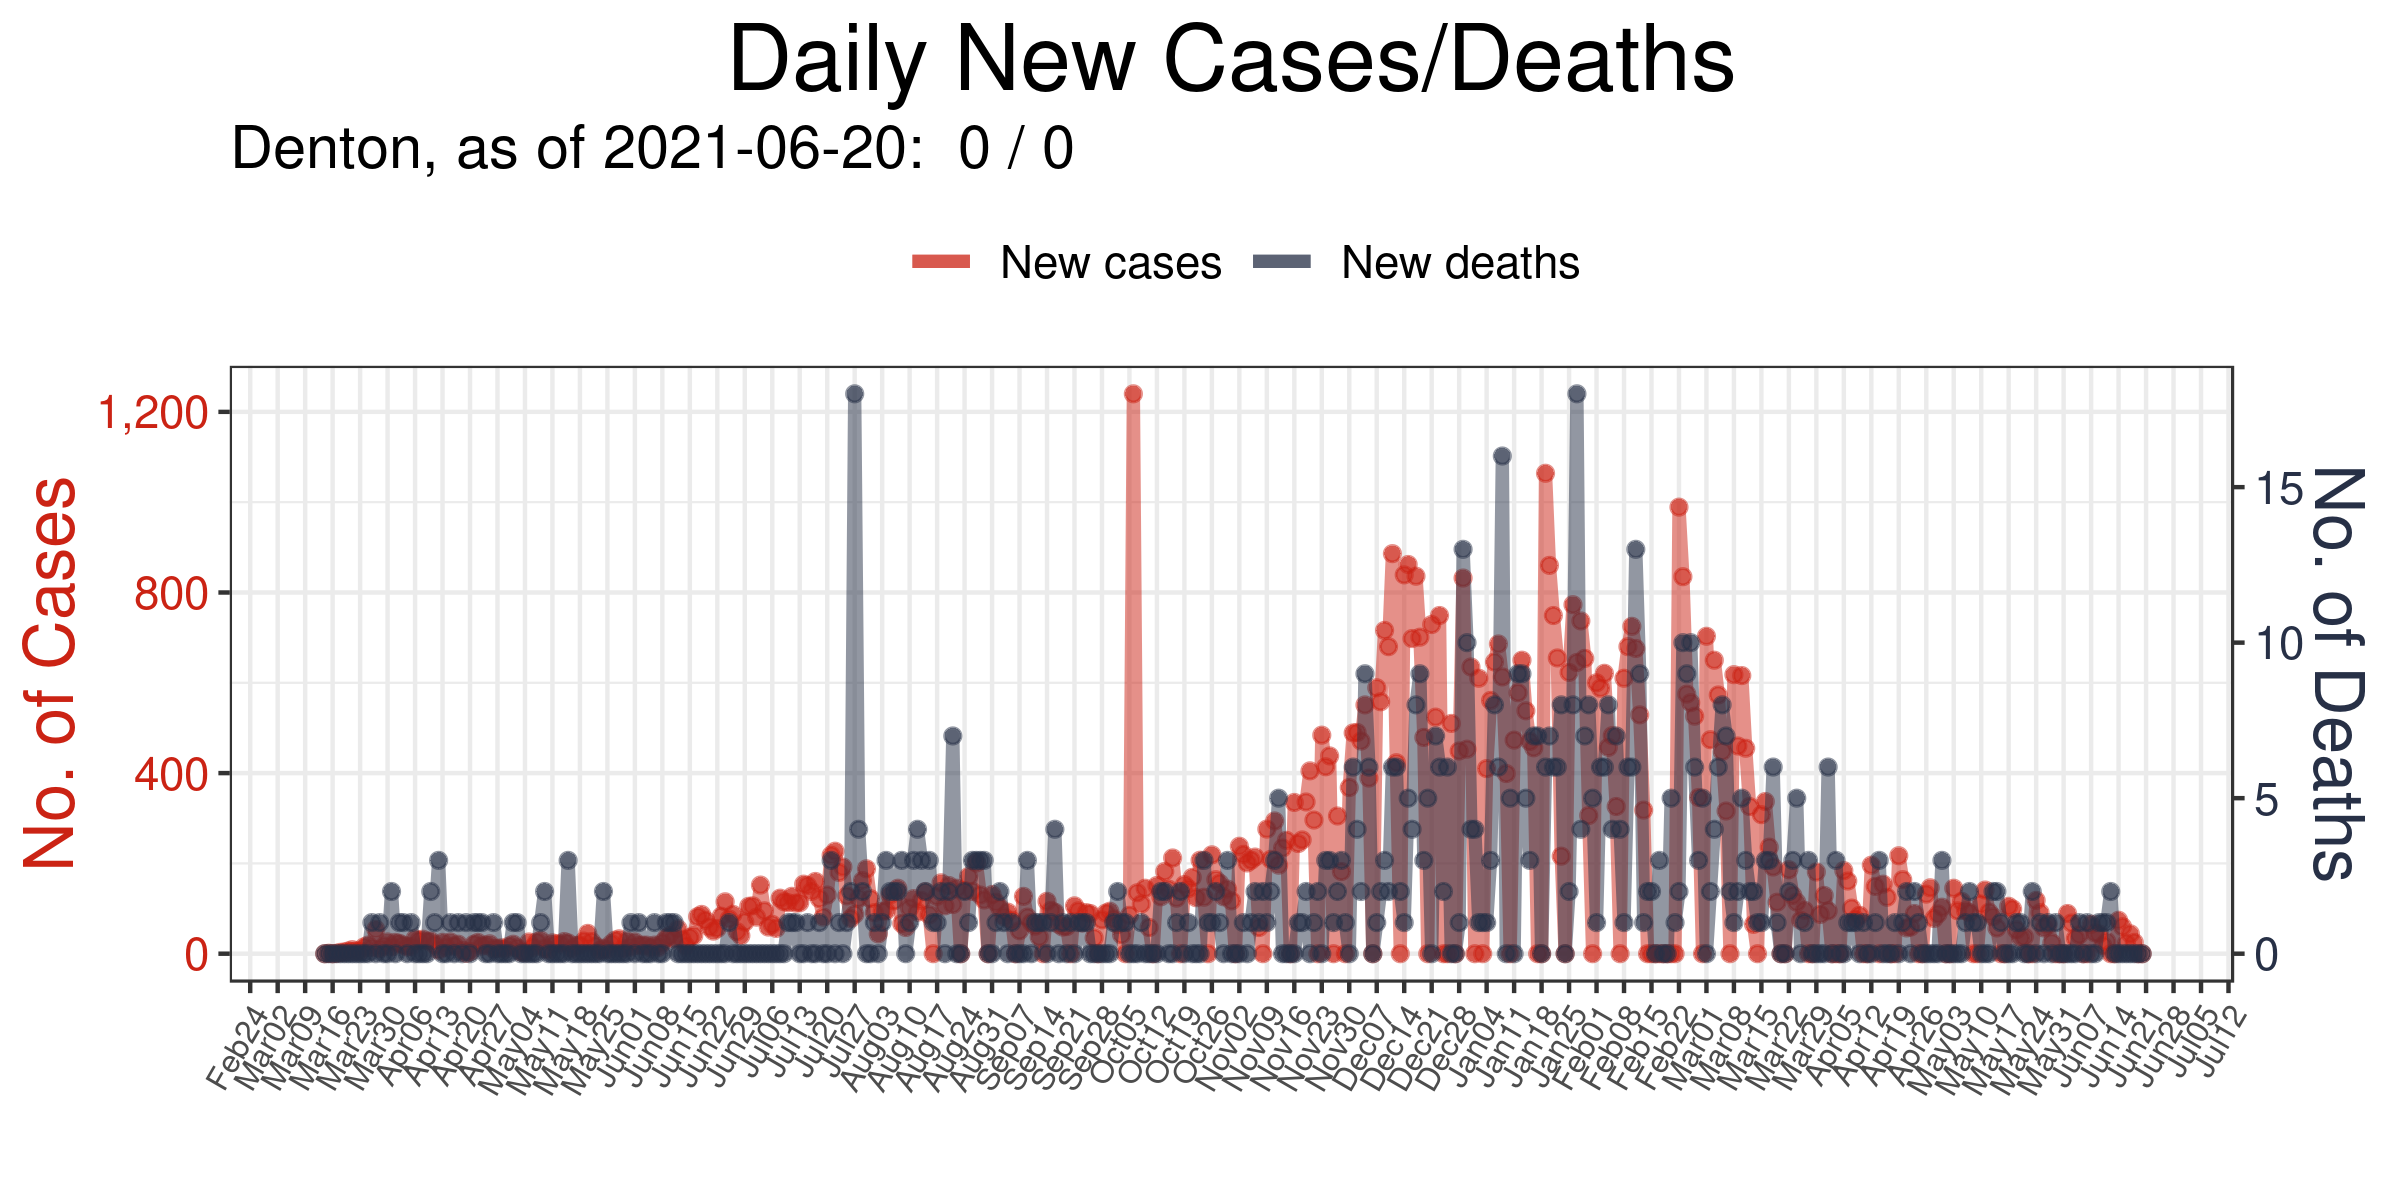 Daily New Cases/Deaths
Denton, as of 2021-06-20: 0 / 0
New cases
New deaths
No. of Cases
1,200
800
400
0
No. of Deaths
15
10
5
0
Feb24
Mar02
Mar09
Mar16
Mar23
Mar30
Apr06
Apr13
Apr20
Apr27
May04
May11
May18
May25
Jun01
Jun08
Jun15
Jun22
Jun29
Jul06
Jul13
Jul20
Jul27
Aug03
Aug10
Aug17
Aug24
Aug31
Sep07
Sep14
Sep21
Sep28
Oct05
Oct12
Oct19
Oct26
Nov02
Nov09
Nov16
Nov23
Nov30
Dec07
Dec14
Dec21
Dec28
Jan04
Jan11
Jan18
Jan25
Feb01
Feb08
Feb15
Feb22
Mar01
Mar08
Mar15
Mar22
Mar29
Apr05
Apr12
Apr19
Apr26
May03
May10
May17
May24
May31
Jun07
Jun14
Jun21
Jun28
Jul05
Jul12